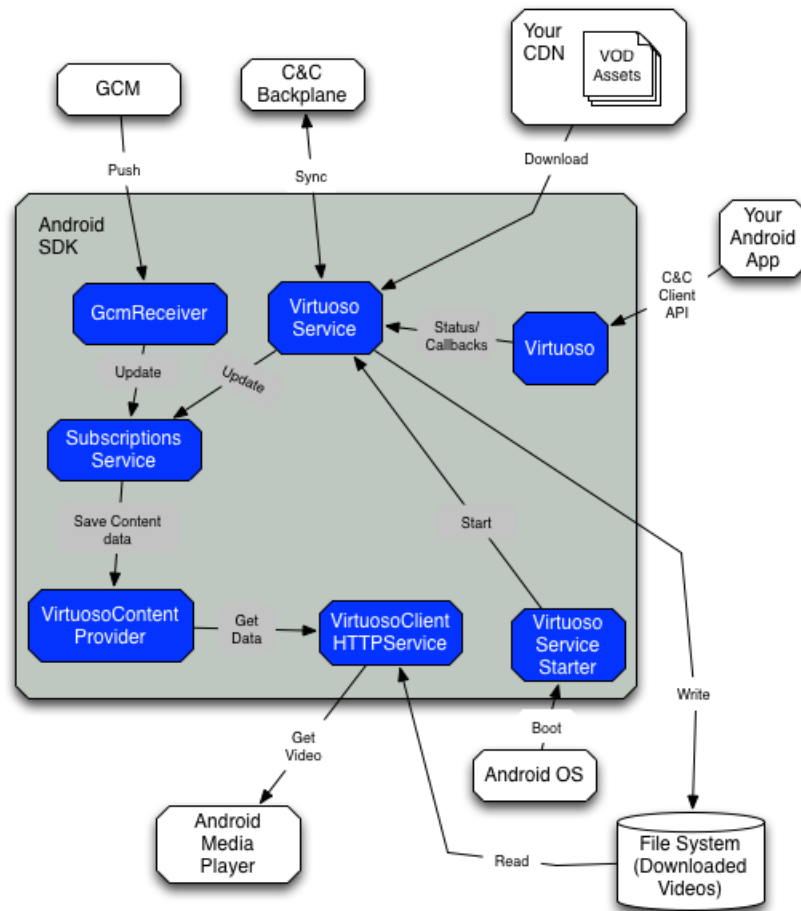 Your
CDN
VOD
Assets
GCM
C&C
Backplane
Push
Sync
Download
Android
SDK
Your
Android
App
C&C
Client
API
GcmReceiver
Virtuoso
Service
Status/
Callbacks
Virtuoso
Update
Update
Subscriptions
Service
Save Content
data
Start
VirtuosoContent
Provider
Get
Data
VirtuosoClient
HTTPService
Virtuoso
Service
Starter
Write
Get
Video
Boot
Android OS
Android
Media
Player
Read
File System
(Downloaded
Videos)